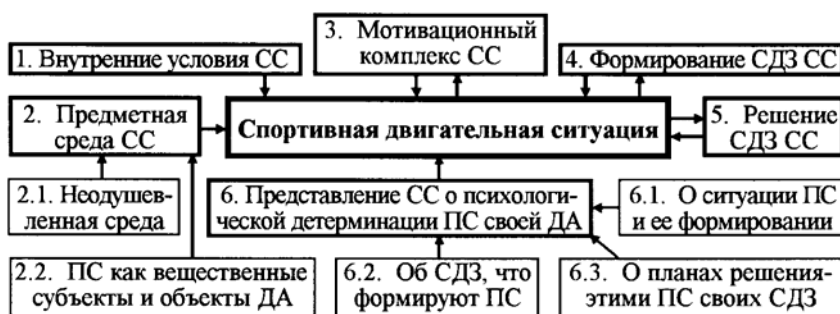 1. Внутренние условия СС
3. Мотивационный
комплекс СС
4. Формирование СДЗ СС
2. Предметная
среда СС
Спортивная двигательная ситуация
5. Решение
СДЗ СС
2.1. Неодушев-
ленная среда
6. Представление СС о психологи-
ческой детерминации ПС своей ДА
6.1. О ситуации ПС
и ее формировании
2.2. ПС как вещественные
субъекты и объекты ДА
6.2. Об СДЗ, что
формируют ПС
6.3. О планах решения-
этими ПС своих СДЗ